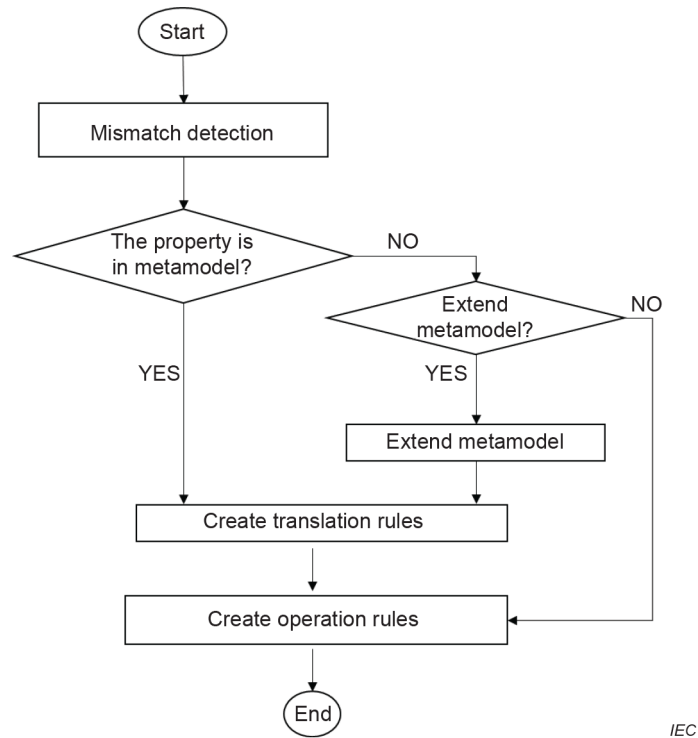 Start
Mismatch detection
The property is
in metamodel?
NO
Extend
metamodel?
NO
YES
YES
Extend metamodel
Create translation rules
Create operation rules
End
IEC